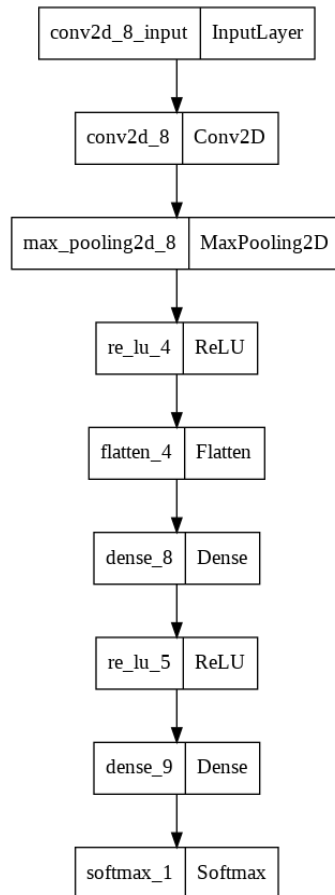 conv2d_8_input InputLayer
conv2d_8 Conv2D
max_pooling2d_8 MaxPooling2D
re_lu_4 ReLU
flatten_4 Flatten
dense_8 Dense
re_lu_5 ReLU
dense_9 Dense
softmax_1 Softmax